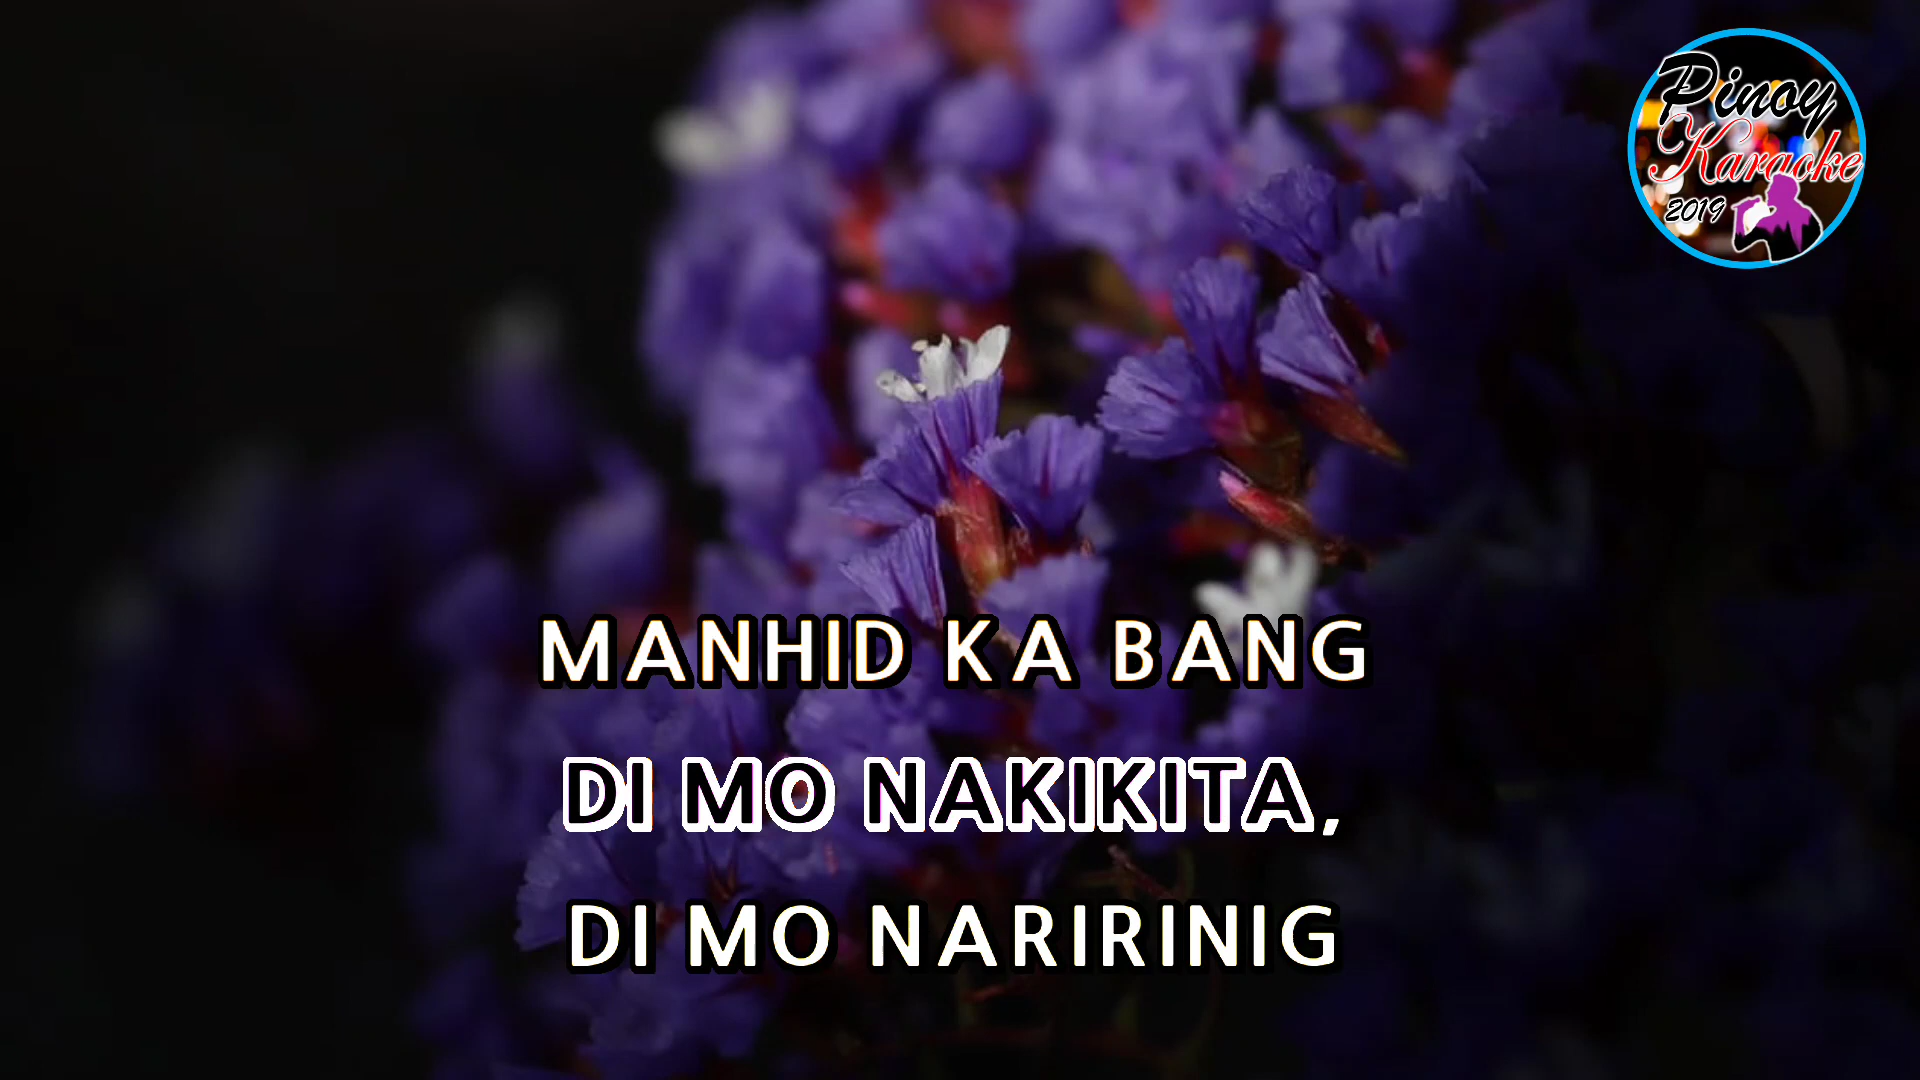 Pinoy
Karaoke
2019
MANHID KA BANG
DI MO NAKIKITA,
DI MO NARIRINIG